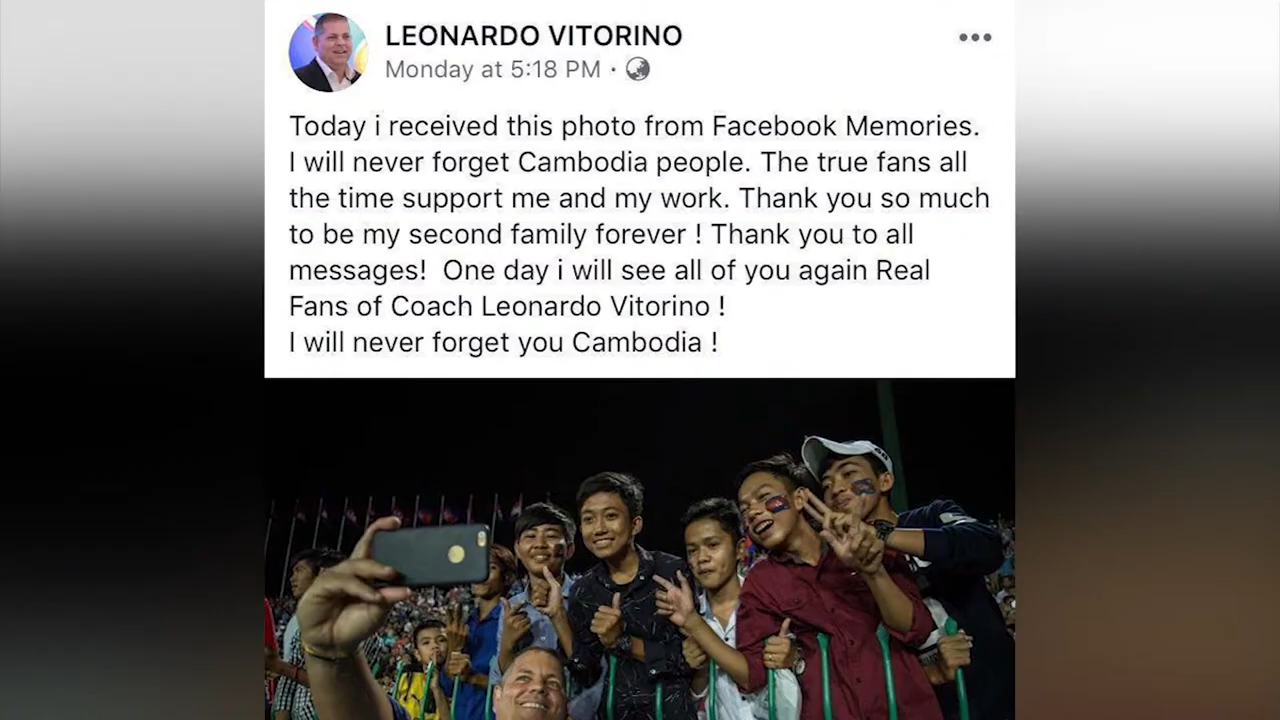 LEONARDO VITORINO
Monday at 5:18 PM ·
Today i received this photo from Facebook Memories.
I will never forget Cambodia people. The true fans all
the time support me and my work. Thank you so much
to be my second family forever ! Thank you to all
messages!  One day i will see all of you again Real
Fans of Coach Leonardo Vitorino !
I will never forget you Cambodia !